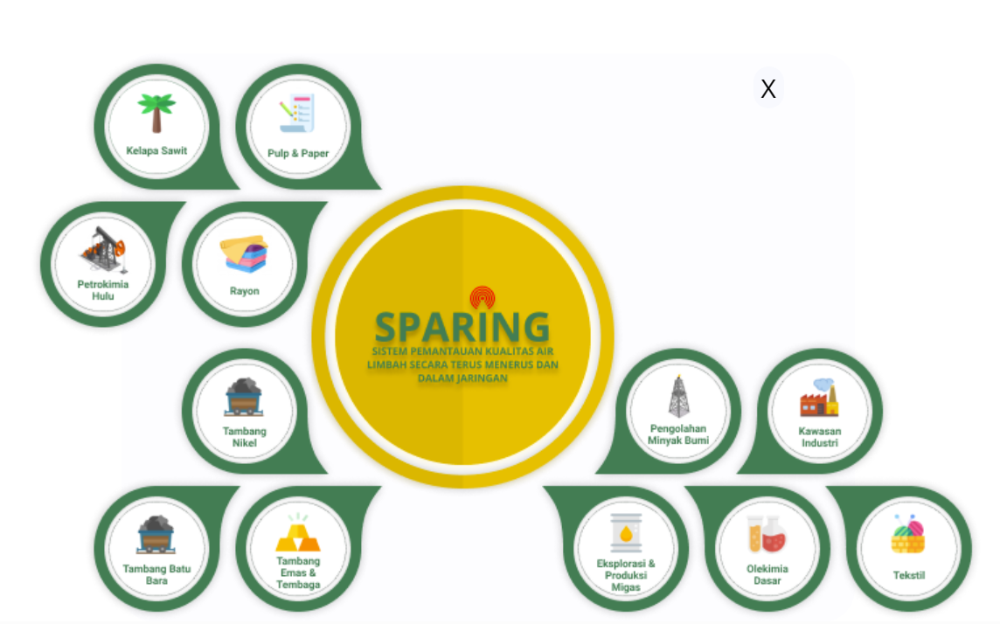 X
Kelapa Sawit
Pulp & Paper
Petrokimia
Hulu
Rayon
SPARING
SISTEM PEMANTAUAN KUALITAS AIR
LIMBAH SECARA TERUS MENERUS DAN
DALAM JARINGAN
Tambang
Nikel
Pengolahan
Minyak Bumi
Kawasan
Industri
Tambang Batu
Bara
Tambang
Emas &
Tembaga
Eksplorasi &
Produksi
Migas
Olekimia
Dasar
Tekstil